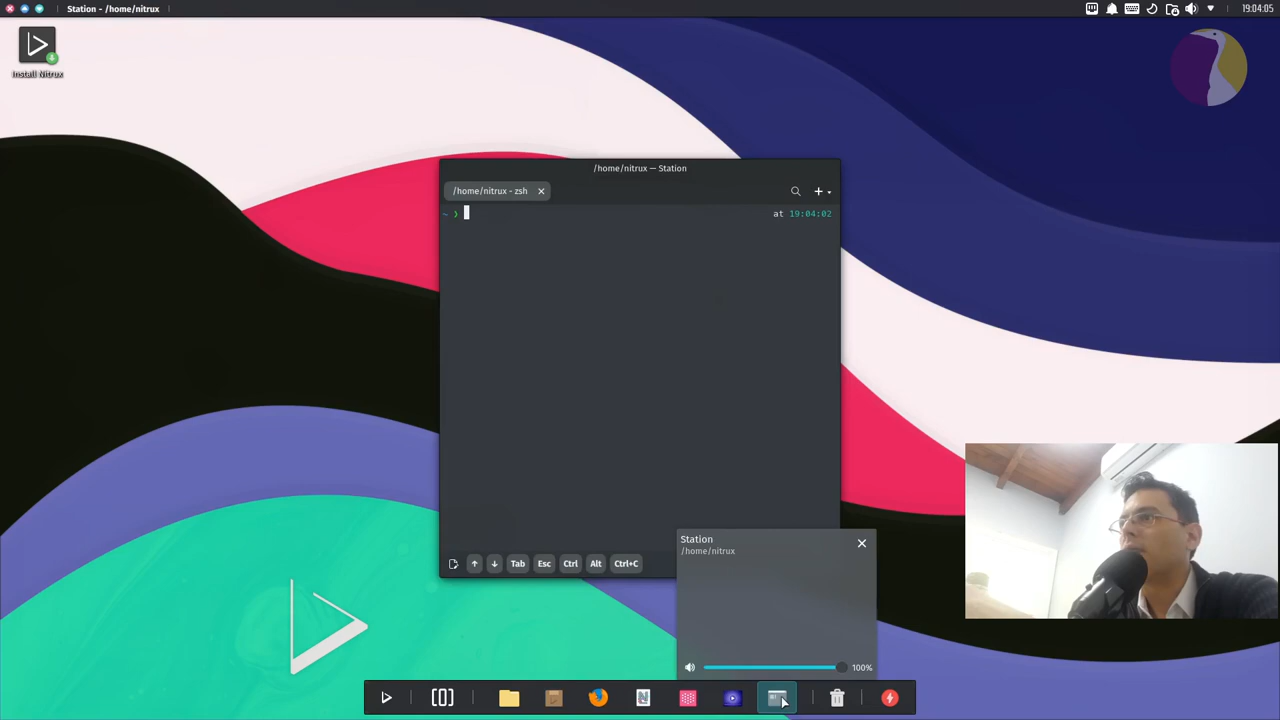 Station - /home/nitrux
19:04:05
Install Nitrux
/home/nitrux — Station
/home/nitrux - zsh
~ ❯
at 19:04:02
Station
/home/nitrux
Tab
Esc
Ctrl
Alt
Ctrl+C
100%